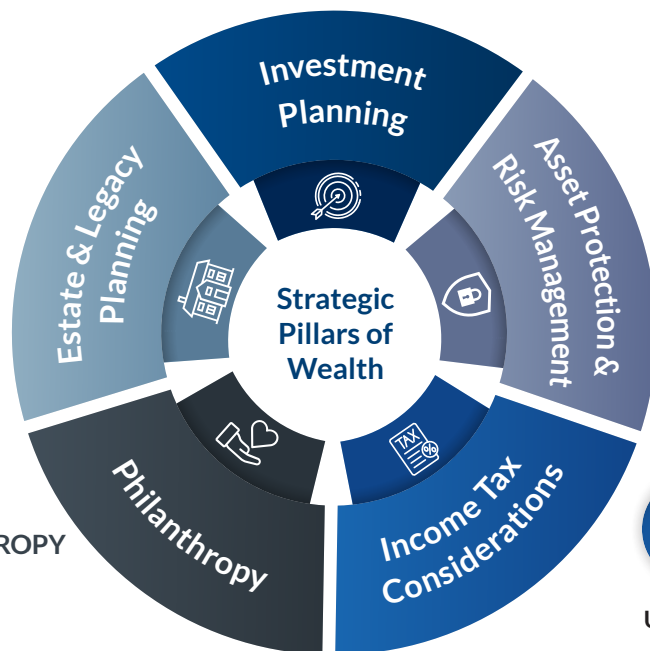 Investment
Planning
Asset Protection &
Risk Management
Estate & Legacy
Planning
Strategic
Pillars of
Wealth
TAX
%
Philanthropy
Income Tax
Considerations
ROPY
U